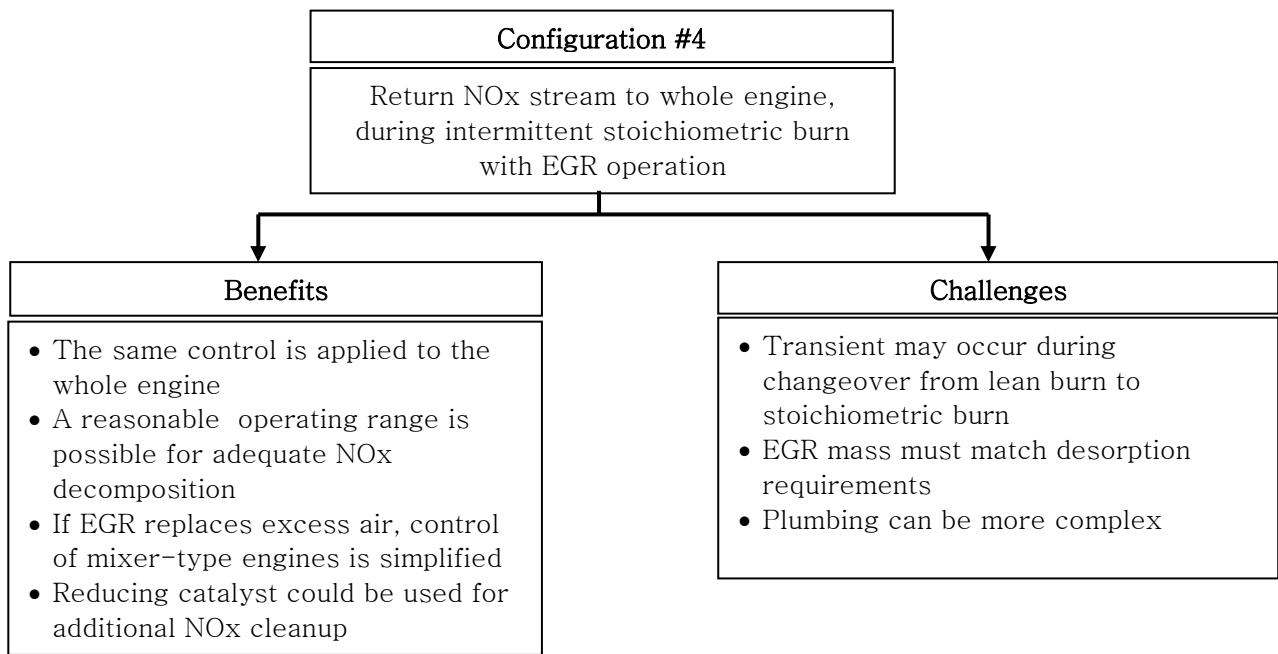 Configuration #4
Return NOx stream to whole engine,
during intermittent stoichiometric burn
with EGR operation
Benefits
• The same control is applied to the
whole engine
• A reasonable operating range is
possible for adequate NOx
decomposition
• If EGR replaces excess air, control
of mixer-type engines is simplified
• Reducing catalyst could be used for
additional NOx cleanup
Challenges
• Transient may occur during
changeover from lean burn to
stoichiometric burn
• EGR mass must match desorption
requirements
• Plumbing can be more complex